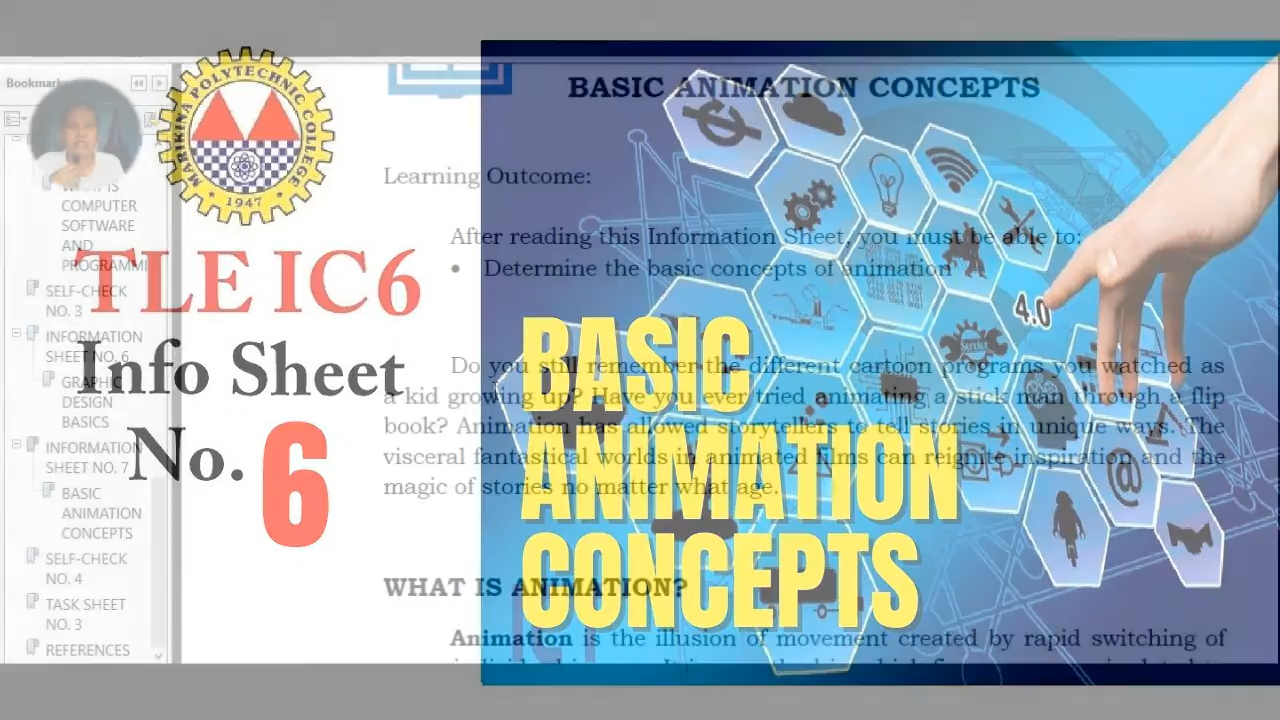 Bookmar
MARIKINA POLYTECHNIC COLLEGE
1947
WHAT IS
COMPUTER
SOFTWARE
AND
PROGRAMMI
SELF-CHECK
NO. 3
INFORMATION
SHEET NO. 6
GRAPHIC
DESIGN
BASICS
INFORMATION
SHEET NO. 7
BASIC
ANIMATION
CONCEPTS
SELF-CHECK
NO. 4
TASK SHEET
NO. 3
REFERENCES
TLE IC6
Info Sheet
No. 6
BASIC ANIMATION CONCEPTS
Learning Outcome:
After reading this Information Sheet, you must be able to:
• Determine the basic concepts of animation
Do you still remember the different cartoon programs you watched as
a kid growing up? Have you ever tried animating a stick man through a flip
book? Animation has allowed storytellers to tell stories in unique ways. The
visceral fantastical worlds in animated films can reignite inspiration and the
magic of stories no matter what age.
WHAT IS ANIMATION?
Animation is the illusion of movement created by rapid switching of
BASIC
ANIMATION
CONCEPTS
4.0
Service
@
ICT